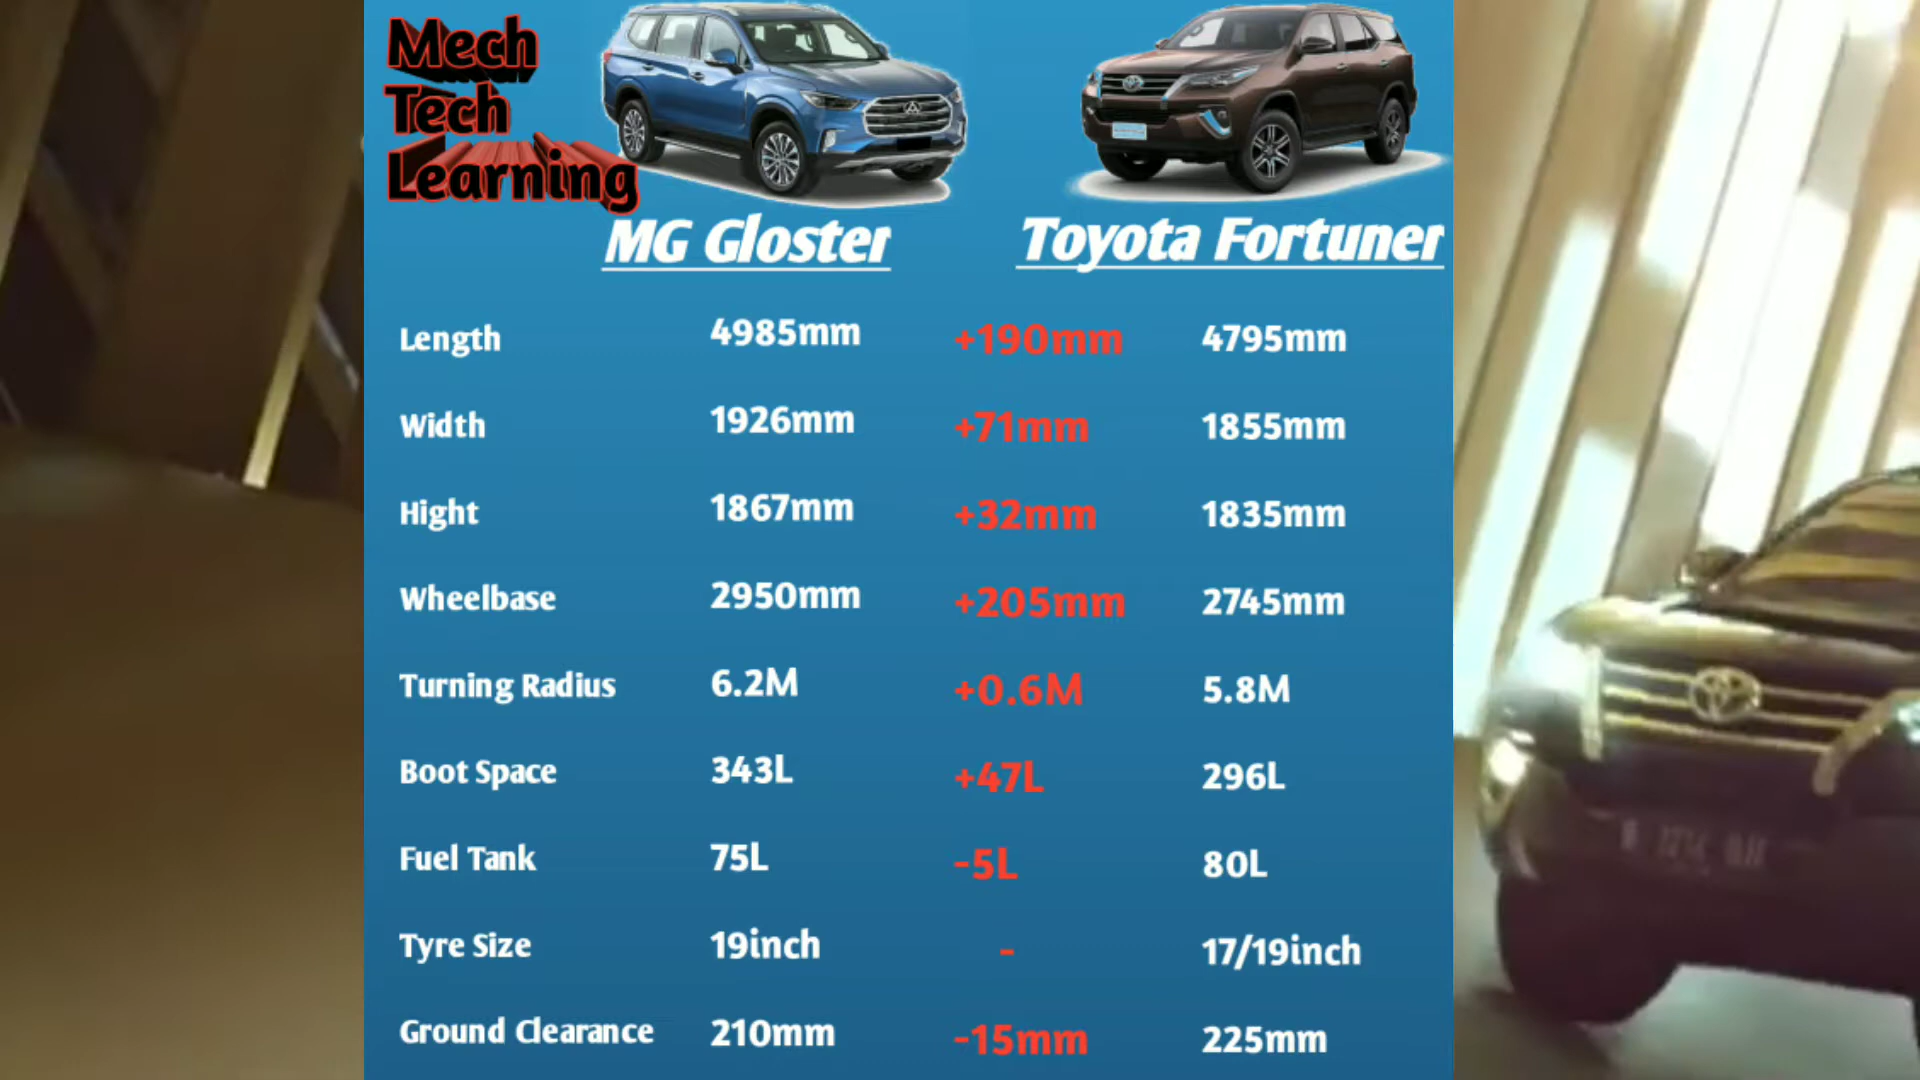 Mech
Tech
Learning
MG Gloster Toyota Fortuner
Length 4985mm +190mm 4795mm
Width 1926mm +71mm 1855mm
Hight 1867mm +32mm 1835mm
Wheelbase 2950mm +205mm 2745mm
Turning Radius 6.2M +0.6M 5.8M
Boot Space 343L +47L 296L
Fuel Tank 75L -5L 80L
Tyre Size 19inch - 17/19inch
Ground Clearance 210mm -15mm 225mm